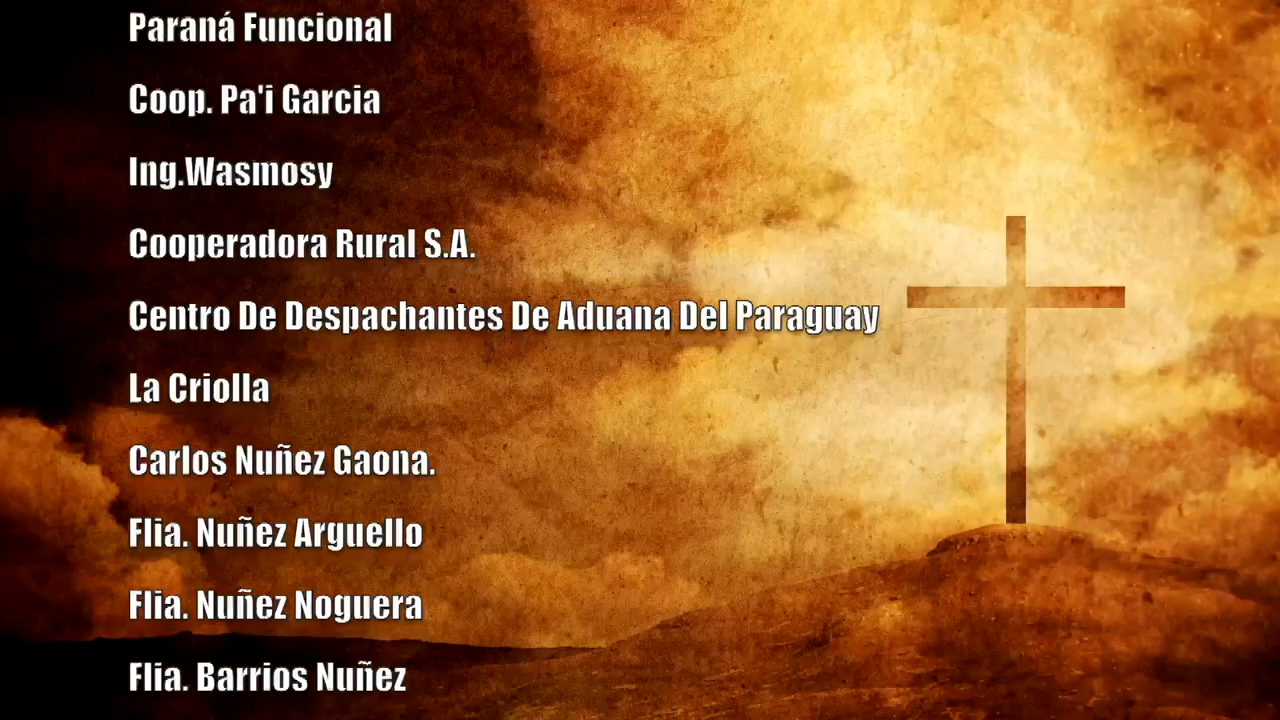 Paraná Funcional
Coop. Pa'i Garcia
Ing.Wasmosy
Cooperadora Rural S.A.
Centro De Despachantes De Aduana Del Paraguay
La Criolla
Carlos Nuñez Gaona.
Flia. Nuñez Arguello
Flia. Nuñez Noguera
Flia. Barrios Nuñez